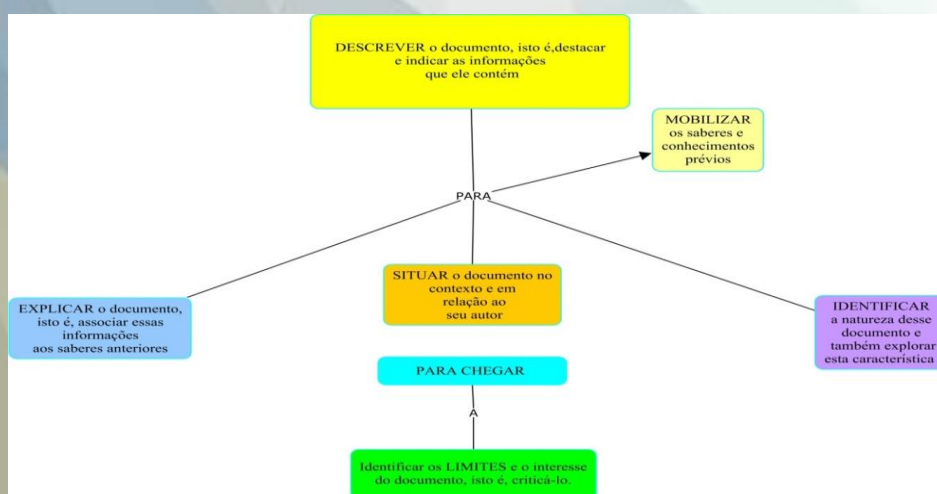 DESCREVER o documento, isto é,destacar
e indicar as informações
que ele contém
MOBILIZAR
os saberes e
conhecimentos
prévios
PARA
EXPLICAR o documento,
isto é, associar essas
informações
aos saberes anteriores
SITUAR o documento no
contexto e em
relação ao
seu autor
IDENTIFICAR
a natureza desse
documento e
também explorar
esta característica
PARA CHEGAR
A
Identificar os LIMITES e o interesse
do documento, isto é, criticá-lo.